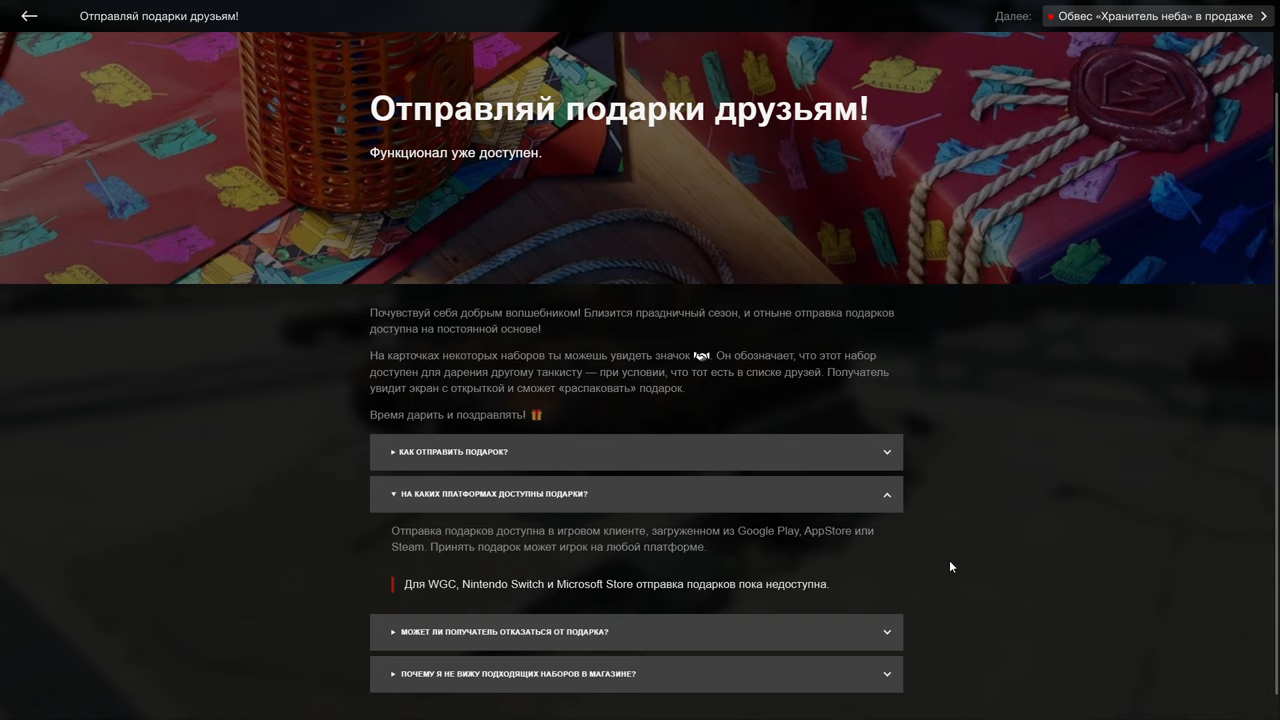 Отправляй подарки друзьям!
Далее:
Обвес «Хранитель неба» в продаже
Отправляй подарки друзьям!
Функционал уже доступен.
Почувствуй себя добрым волшебником! Близится праздничный сезон, и отныне отправка подарков
доступна на постоянной основе!
На карточках некоторых наборов ты можешь увидеть значок . Он обозначает, что этот набор
доступен для дарения другому танкисту — при условии, что тот есть в списке друзей. Получатель
увидит экран с открыткой и сможет «распаковать» подарок.
Время дарить и поздравлять! 🎁
КАК ОТПРАВИТЬ ПОДАРОК?
НА КАКИХ ПЛАТФОРМАХ ДОСТУПНЫ ПОДАРКИ?
Отправка подарков доступна в игровом клиенте, загруженном из Google Play, AppStore или
Steam. Принять подарок может игрок на любой платформе.
Для WGC, Nintendo Switch и Microsoft Store отправка подарков пока недоступна.
МОЖЕТ ЛИ ПОЛУЧАТЕЛЬ ОТКАЗАТЬСЯ ОТ ПОДАРКА?
ПОЧЕМУ Я НЕ ВИЖУ ПОДХОДЯЩИХ НАБОРОВ В МАГАЗИНЕ?